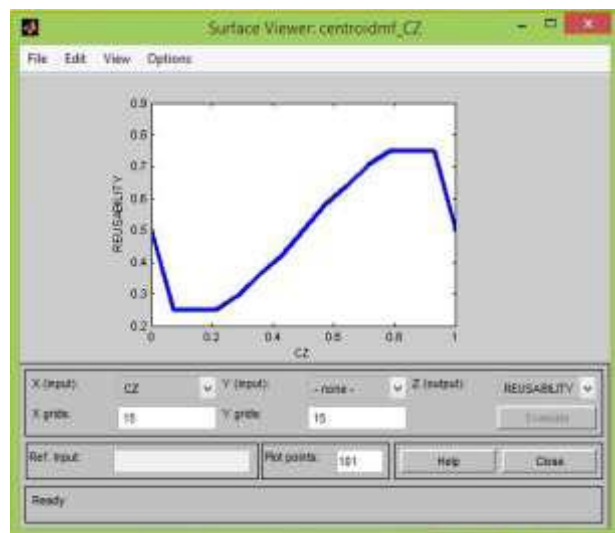 Surface Viewer: centroidmf_CZ
File Edit View Options
0.9
0.8
0.7
0.6
0.5
0.4
0.3
0.2
REUSABILITY
0 0.2 0.4 0.6 0.8 1
CZ
X (input): CZ Y (input): - none - Z (output): REUSABILITY
X grids: 15 Y grids: 15 Evaluate
Ref. Input: Plot points: 101 Help Close
Ready